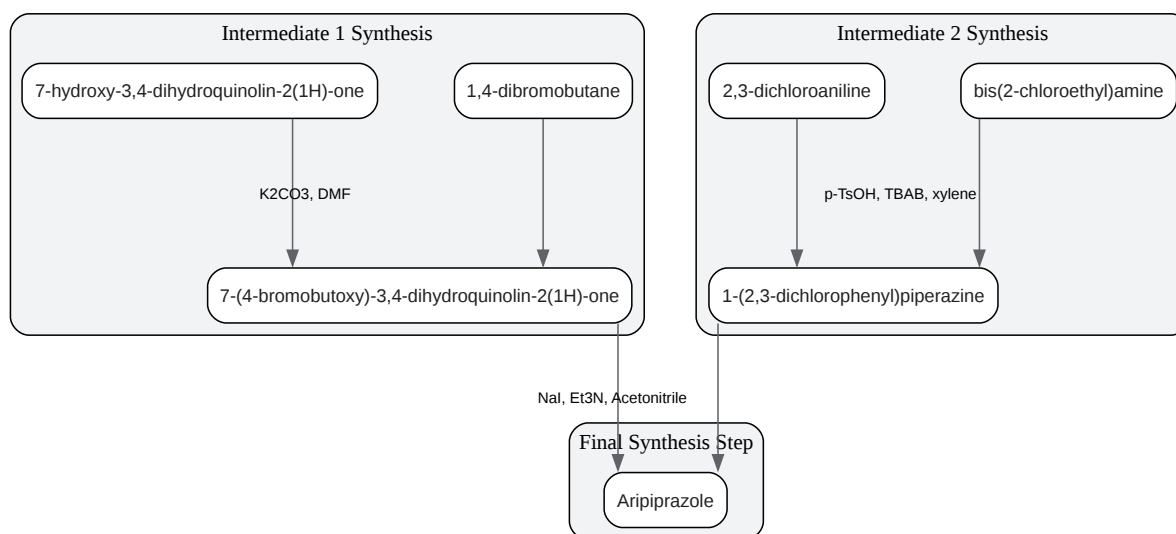 Intermediate 1 Synthesis
7-hydroxy-3,4-dihydroquinolin-2(1H)-one
1,4-dibromobutane
K2CO3, DMF
7-(4-bromobutoxy)-3,4-dihydroquinolin-2(1H)-one
Intermediate 2 Synthesis
2,3-dichloroaniline
bis(2-chloroethyl)amine
p-TsOH, TBAB, xylene
1-(2,3-dichlorophenyl)piperazine
NaI, Et3N, Acetonitrile
Final Synthesis Step
Aripiprazole